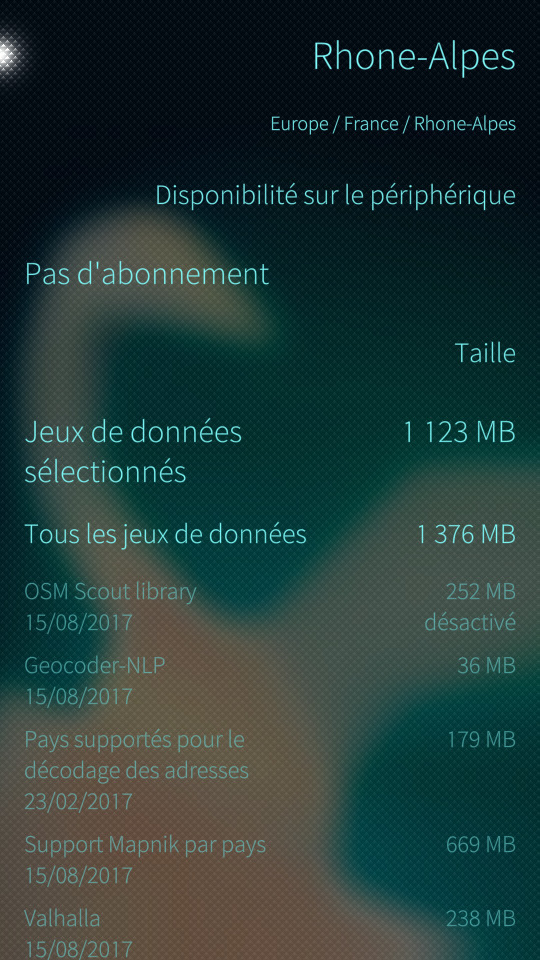 Rhone-Alpes
Europe / France / Rhone-Alpes
Disponibilité sur le périphérique
Pas d'abonnement
Taille
Jeux de données 1 123 MB
sélectionnés
Tous les jeux de données 1 376 MB
OSM Scout library 252 MB
15/08/2017 désactivé
Geocoder-NLP 36 MB
15/08/2017
Pays supportés pour le 179 MB
décodage des adresses
23/02/2017
Support Mapnik par pays 669 MB
15/08/2017
Valhalla 238 MB
15/08/2017